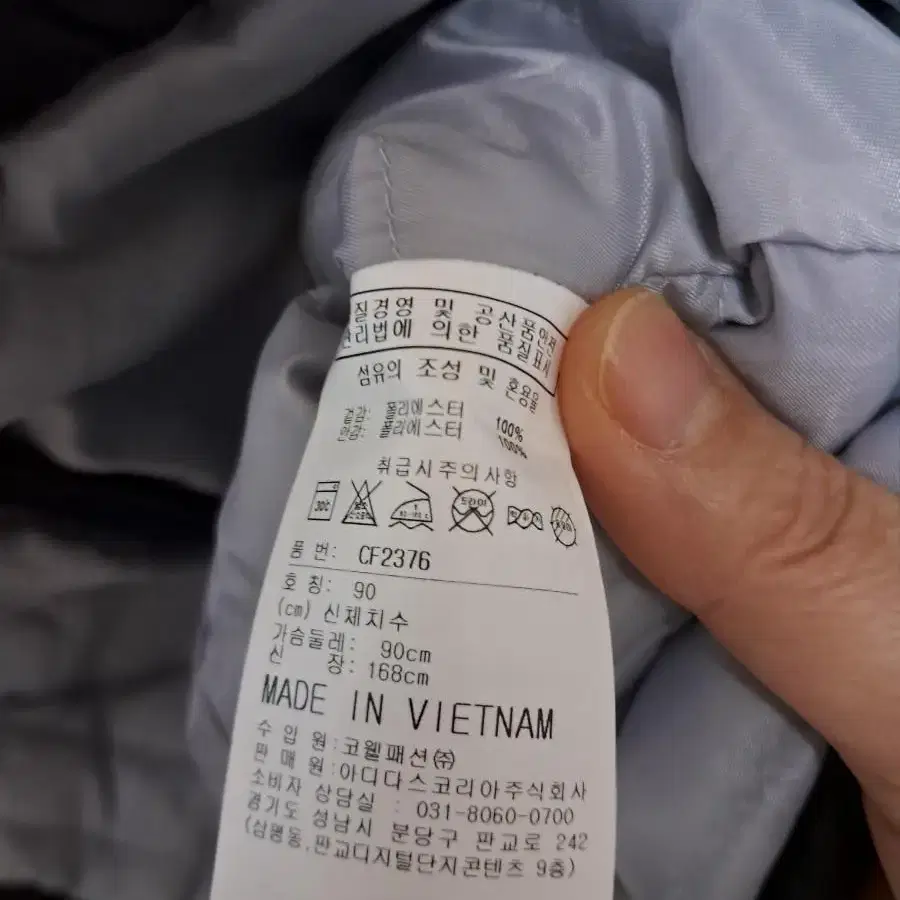 질경영 및 공산품안전
관리법에 의한 품질표시
섬유의 조성 및 혼용율
겉감: 폴리에스터 100%
안감: 폴리에스터 100%
취급시주의사항
30℃ 드라이
품 번: CF2376
호 칭: 90
(cm) 신체치수
가슴둘레: 90cm
신 장: 168cm
MADE IN VIETNAM
수 입 원:코웰패션㈜
판 매 원:아디다스코리아주식회사
소비자 상담실 : 031-8060-0700
경기도 성남시 분당구 판교로 242
(삼평동,판교디지털단지콘텐츠 9층)